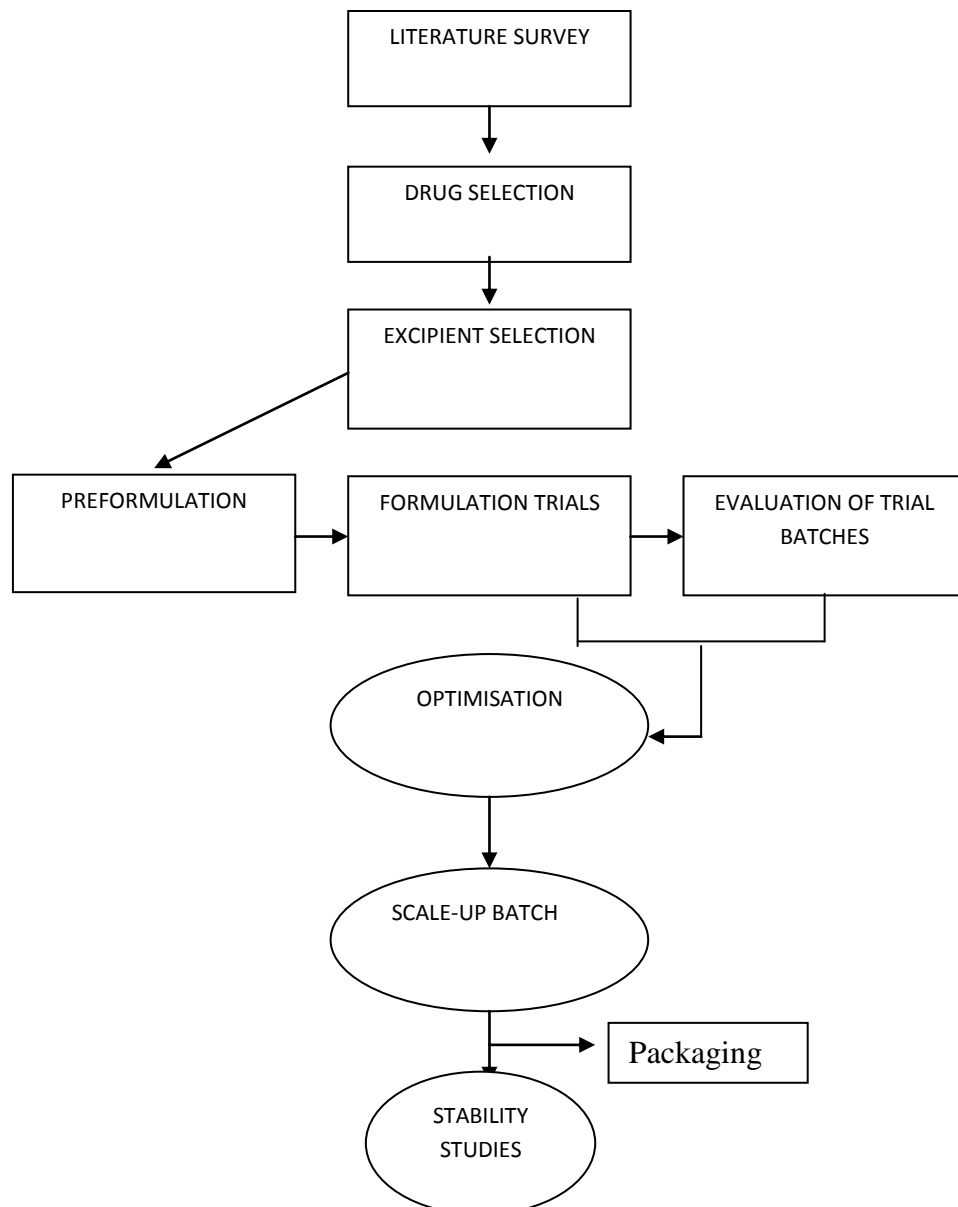 LITERATURE SURVEY
DRUG SELECTION
EXCIPIENT SELECTION
PREFORMULATION
FORMULATION TRIALS
EVALUATION OF TRIAL
BATCHES
OPTIMISATION
SCALE-UP BATCH
Packaging
STABILITY
STUDIES